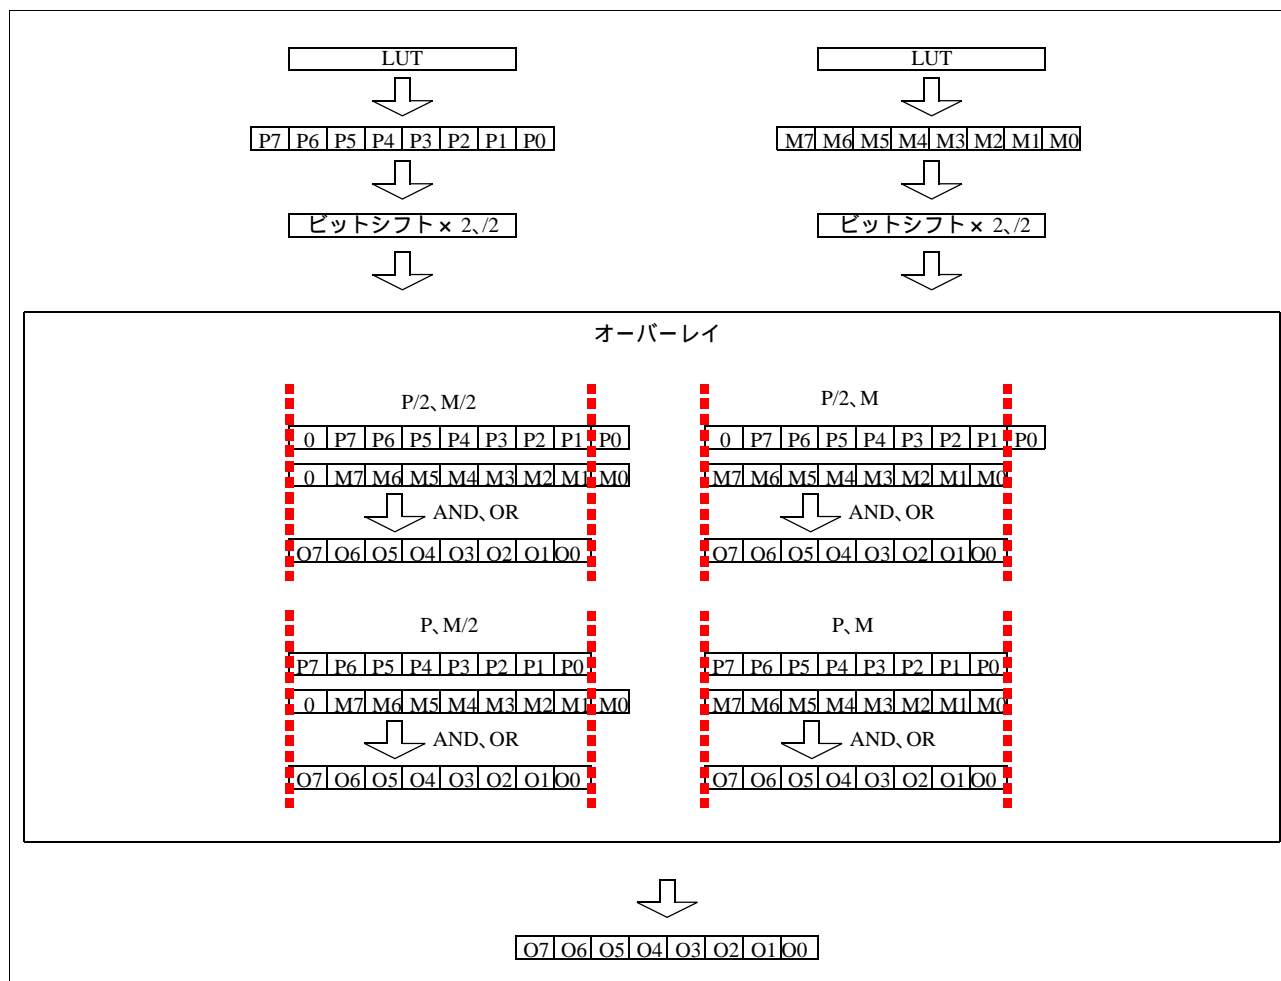 LUT LUT
P7 P6 P5 P4 P3 P2 P1 P0 M7 M6 M5 M4 M3 M2 M1 M0
ビットシフト× 2、/2 ビットシフト× 2、/2
オーバーレイ
P/2、M/2 P/2、M
0 P7 P6 P5 P4 P3 P2 P1 P0 0 P7 P6 P5 P4 P3 P2 P1 P0
0 M7 M6 M5 M4 M3 M2 M1 M0 M7 M6 M5 M4 M3 M2 M1 M0
AND、OR AND、OR
O7 O6 O5 O4 O3 O2 O1 O0 O7 O6 O5 O4 O3 O2 O1 O0
P、M/2 P、M
P7 P6 P5 P4 P3 P2 P1 P0 P7 P6 P5 P4 P3 P2 P1 P0
0 M7 M6 M5 M4 M3 M2 M1 M0 M7 M6 M5 M4 M3 M2 M1 M0
AND、OR AND、OR
O7 O6 O5 O4 O3 O2 O1 O0 O7 O6 O5 O4 O3 O2 O1 O0
O7 O6 O5 O4 O3 O2 O1 O0